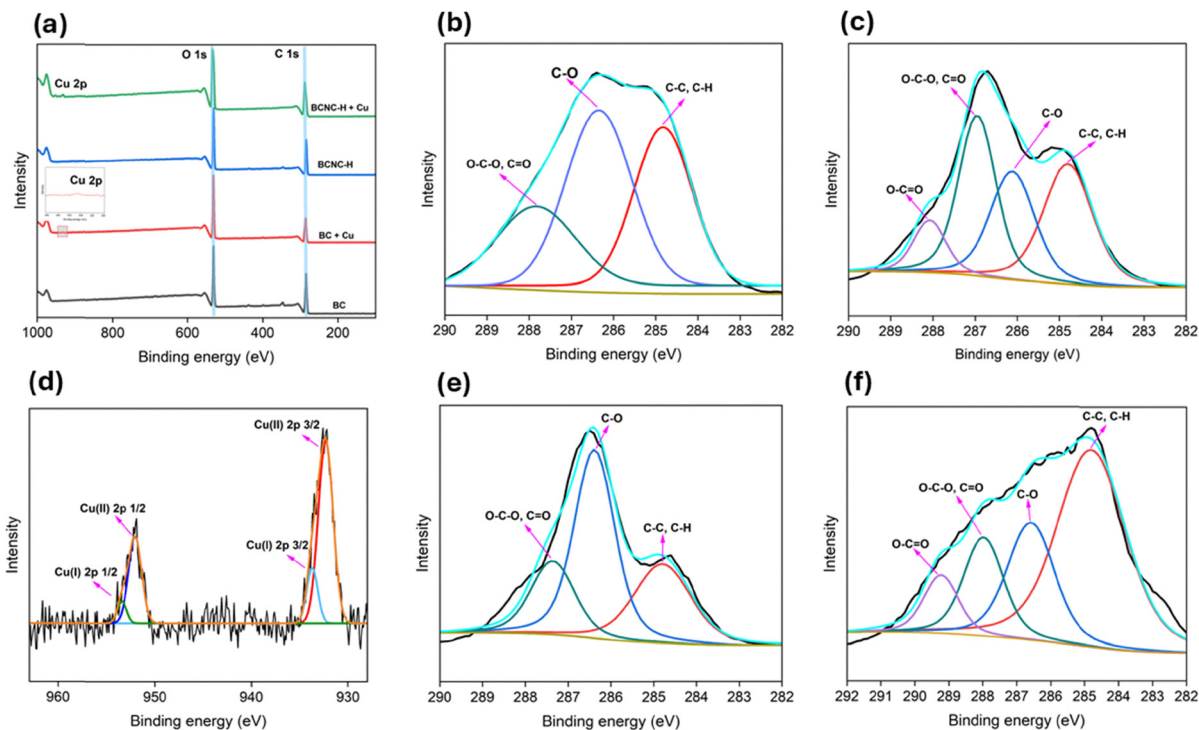 (a)
O 1s
C 1s
Cu 2p
BCNC-H + Cu
BCNC-H
Cu 2p
BC + Cu
BC
Intensity
1000 800 600 400 200
Binding energy (eV)
(b)
C-O
C-C, C-H
O-C-O, C=O
Intensity
290 289 288 287 286 285 284 283 282
Binding energy (eV)
(c)
O-C-O, C=O
C-O
C-C, C-H
O-C=O
Intensity
290 289 288 287 286 285 284 283 282
Binding energy (eV)
(d)
Cu(II) 2p 3/2
Cu(II) 2p 1/2
Cu(I) 2p 3/2
Cu(I) 2p 1/2
Intensity
960 950 940 930
Binding energy (eV)
(e)
C-O
O-C-O, C=O
C-C, C-H
Intensity
290 289 288 287 286 285 284 283 282
Binding energy (eV)
(f)
C-C, C-H
O-C-O, C=O
C-O
O-C=O
Intensity
292 291 290 289 288 287 286 285 284 283 282
Binding energy (eV)